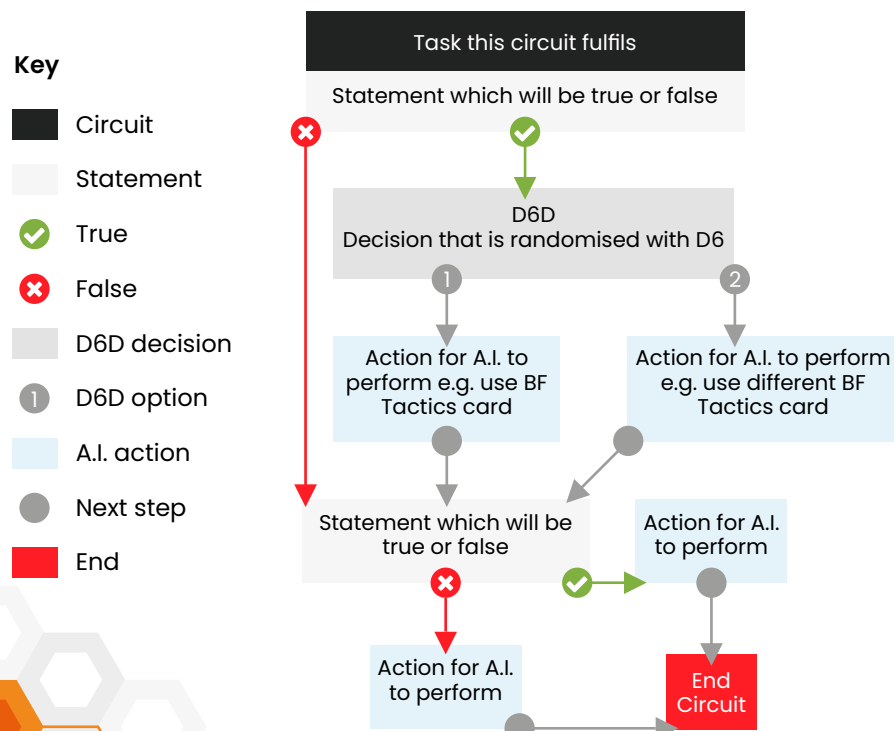 Key
Circuit
Statement
True
False
D6D decision
1
D6D option
A.I. action
Next step
End
Task this circuit fulfils
Statement which will be true or false
D6D
Decision that is randomised with D6
1
2
Action for A.I. to
perform e.g. use BF
Tactics card
Action for A.I. to perform
e.g. use different BF
Tactics card
Statement which will be
true or false
Action for A.I.
to perform
Action for A.I.
to perform
End
Circuit